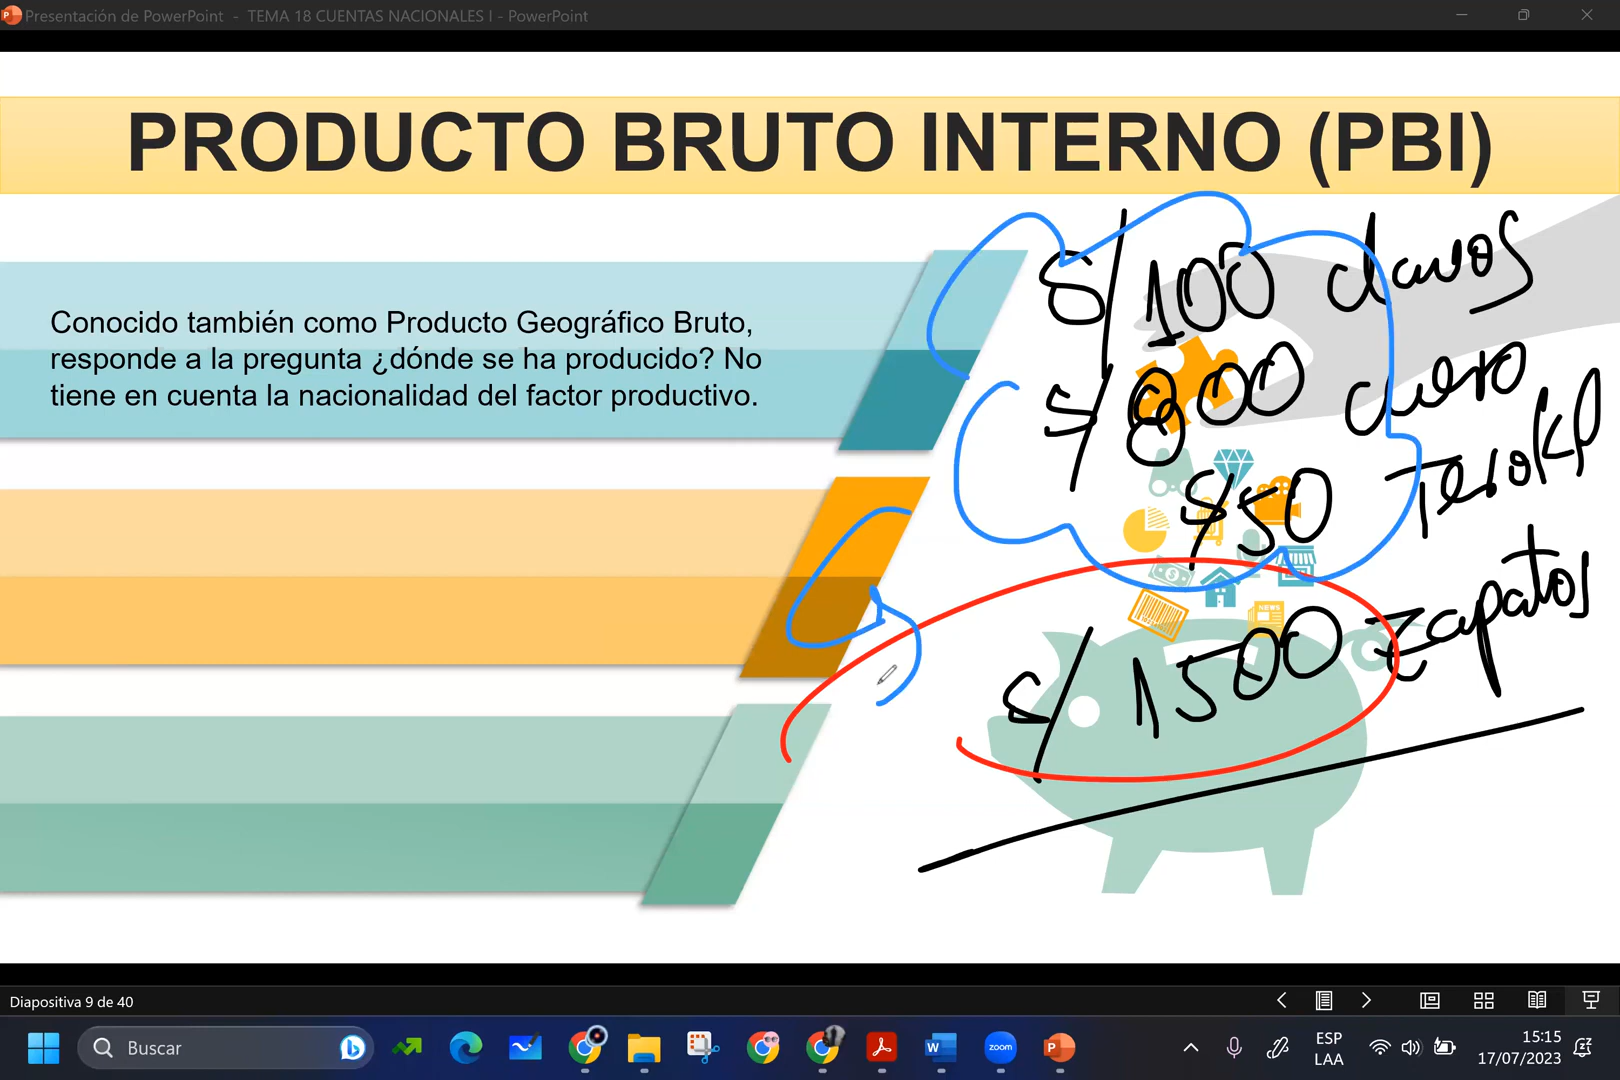 Presentación de PowerPoint - TEMA 18 CUENTAS NACIONALES I - PowerPoint
PRODUCTO BRUTO INTERNO (PBI)
Conocido también como Producto Geográfico Bruto,
responde a la pregunta ¿dónde se ha producido? No
tiene en cuenta la nacionalidad del factor productivo.
S/100 clavos
S/800 cuero
S/50 Terokal
S/1500 zapatos
NEWS
Diapositiva 9 de 40
Buscar
zoom
ESP
LAA
15:15
17/07/2023